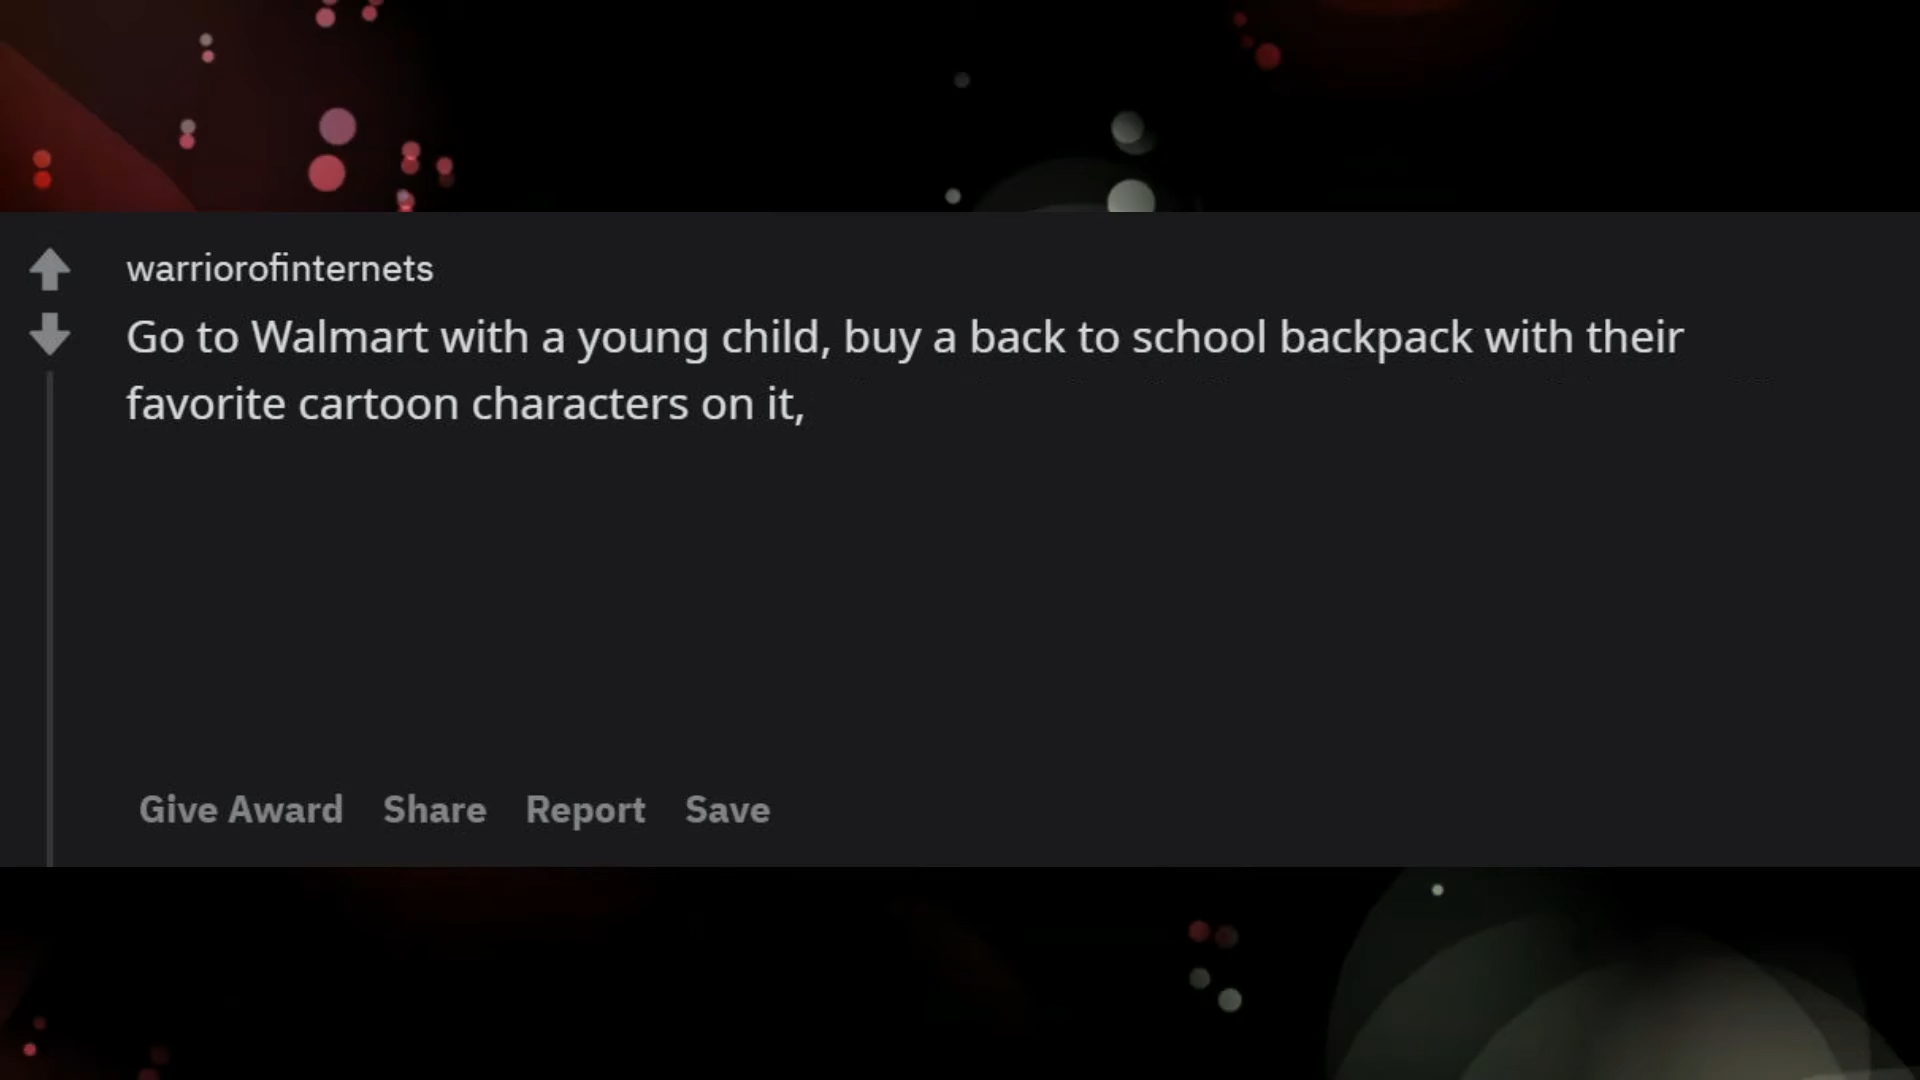 warriorofinternets
Go to Walmart with a young child, buy a back to school backpack with their
favorite cartoon characters on it,
Give Award Share Report Save